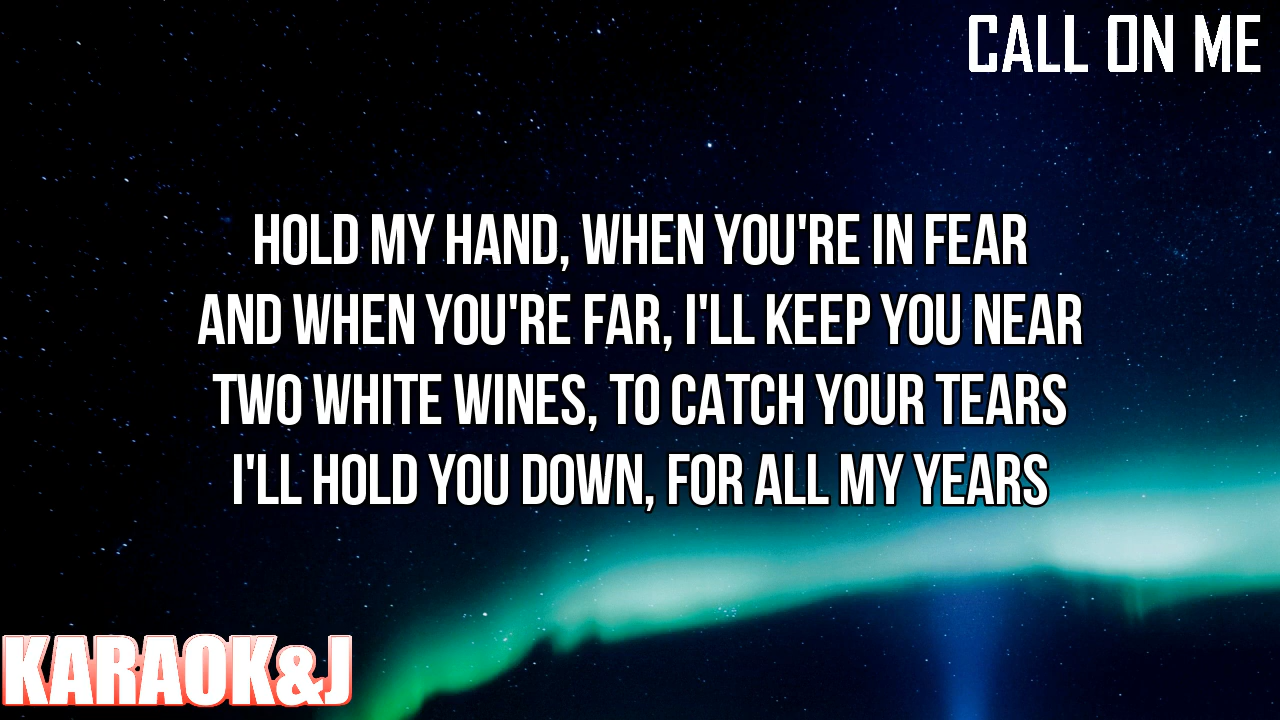 CALL ON ME
HOLD MY HAND, WHEN YOU'RE IN FEAR
AND WHEN YOU'RE FAR, I'LL KEEP YOU NEAR
TWO WHITE WINES, TO CATCH YOUR TEARS
I'LL HOLD YOU DOWN, FOR ALL MY YEARS
KARAOK&J